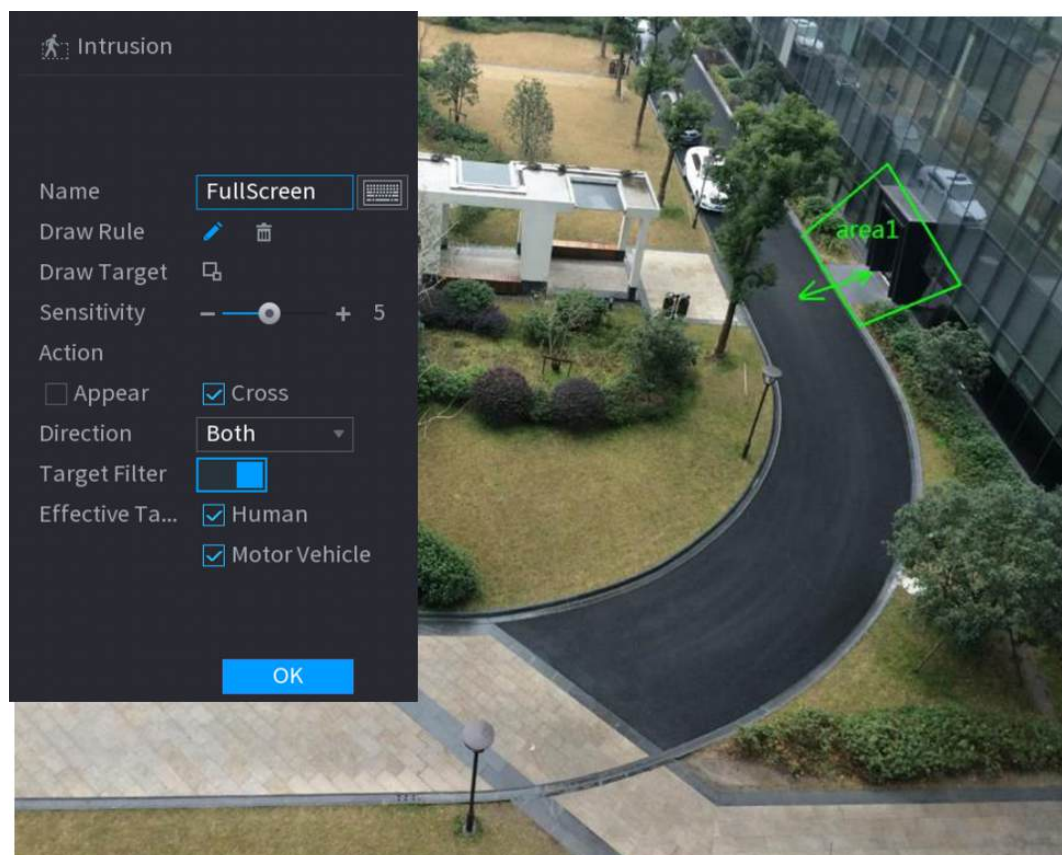 Intrusion
Name FullScreen
Draw Rule
Draw Target
Sensitivity - + 5
Action
Appear Cross
Direction Both
Target Filter
Effective Ta... Human
Motor Vehicle
OK
area1